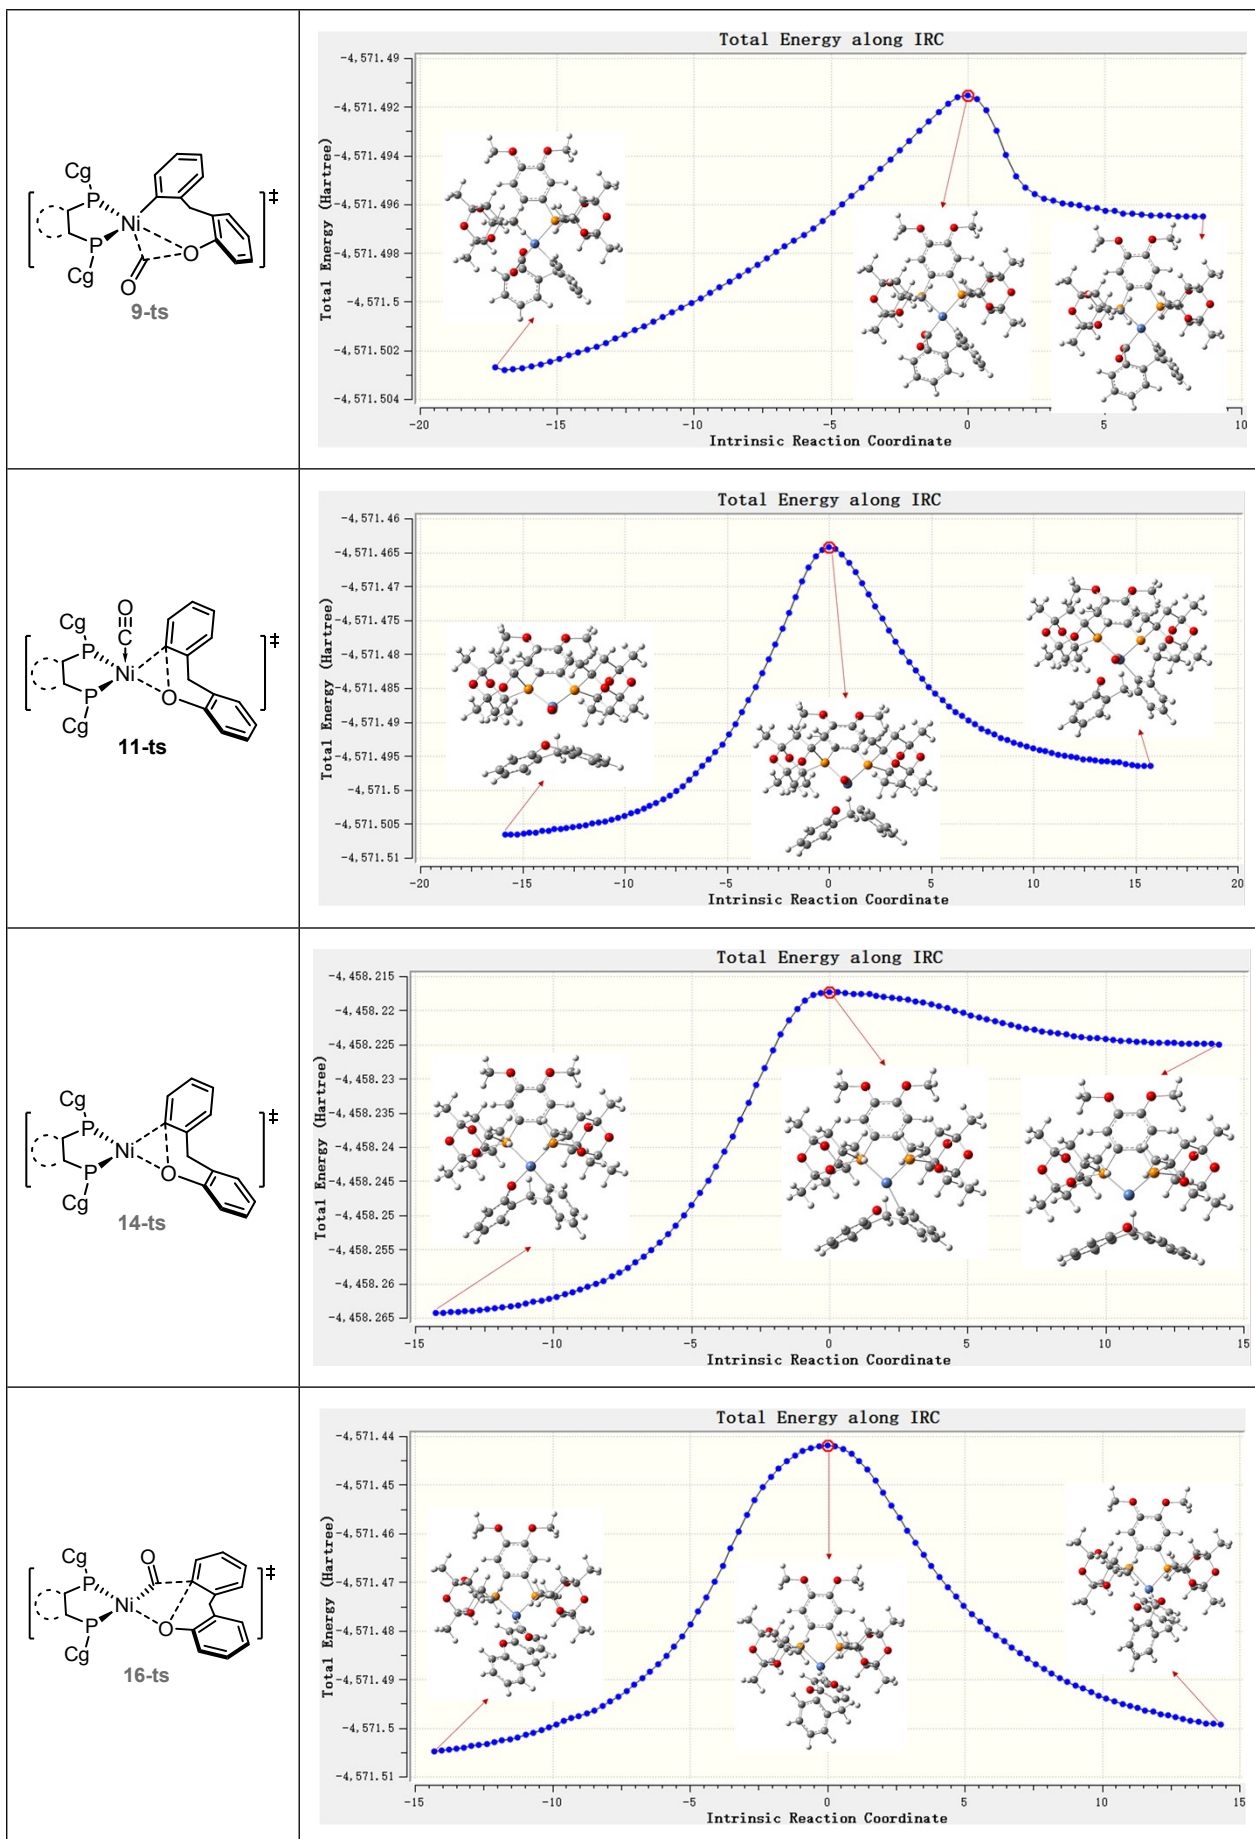 Cg
P
Ni
P
Cg
O
O
‡
9-ts
Total Energy along IRC
Total Energy (Hartree)
-4,571.49
-4,571.492
-4,571.494
-4,571.496
-4,571.498
-4,571.5
-4,571.502
-4,571.504
-20
-15
-10
-5
0
5
10
Intrinsic Reaction Coordinate
O
C
Cg
P
Ni
P
Cg
O
‡
11-ts
Total Energy along IRC
Total Energy (Hartree)
-4,571.46
-4,571.465
-4,571.47
-4,571.475
-4,571.48
-4,571.485
-4,571.49
-4,571.495
-4,571.5
-4,571.505
-4,571.51
-20
-15
-10
-5
0
5
10
15
20
Intrinsic Reaction Coordinate
Cg
P
Ni
P
Cg
O
‡
14-ts
Total Energy along IRC
Total Energy (Hartree)
-4,458.215
-4,458.22
-4,458.225
-4,458.23
-4,458.235
-4,458.24
-4,458.245
-4,458.25
-4,458.255
-4,458.26
-4,458.265
-15
-10
-5
0
5
10
15
Intrinsic Reaction Coordinate
O
Cg
P
Ni
P
Cg
O
‡
16-ts
Total Energy along IRC
Total Energy (Hartree)
-4,571.44
-4,571.45
-4,571.46
-4,571.47
-4,571.48
-4,571.49
-4,571.5
-4,571.51
-15
-10
-5
0
5
10
15
Intrinsic Reaction Coordinate